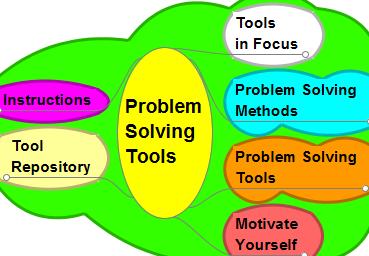 Instructions
Tool
Repository
Problem
Solving
Tools
Tools
in Focus
Problem Solving
Methods
Problem Solving
Tools
Motivate
Yourself